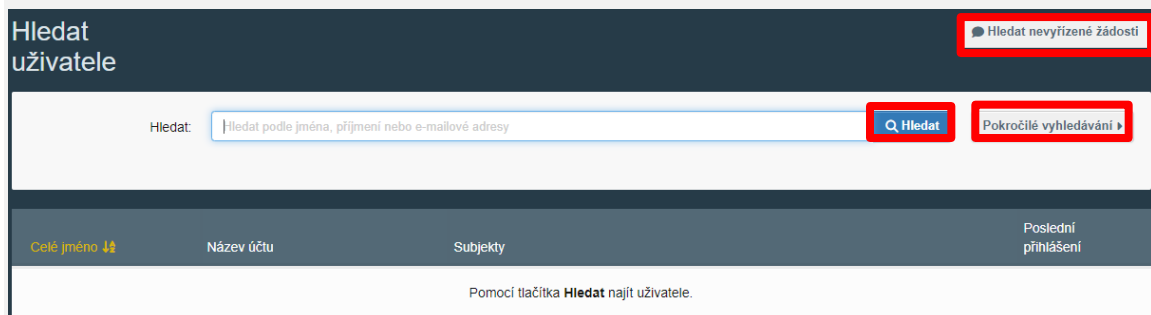 Hledat
uživatele
Hledat nevyřízené žádosti
Hledat:
Hledat podle jména, příjmení nebo e-mailové adresy
Hledat
Pokročilé vyhledávání
Celé jméno
Název účtu
Subjekty
Poslední
přihlášení
Pomocí tlačítka Hledat najít uživatele.